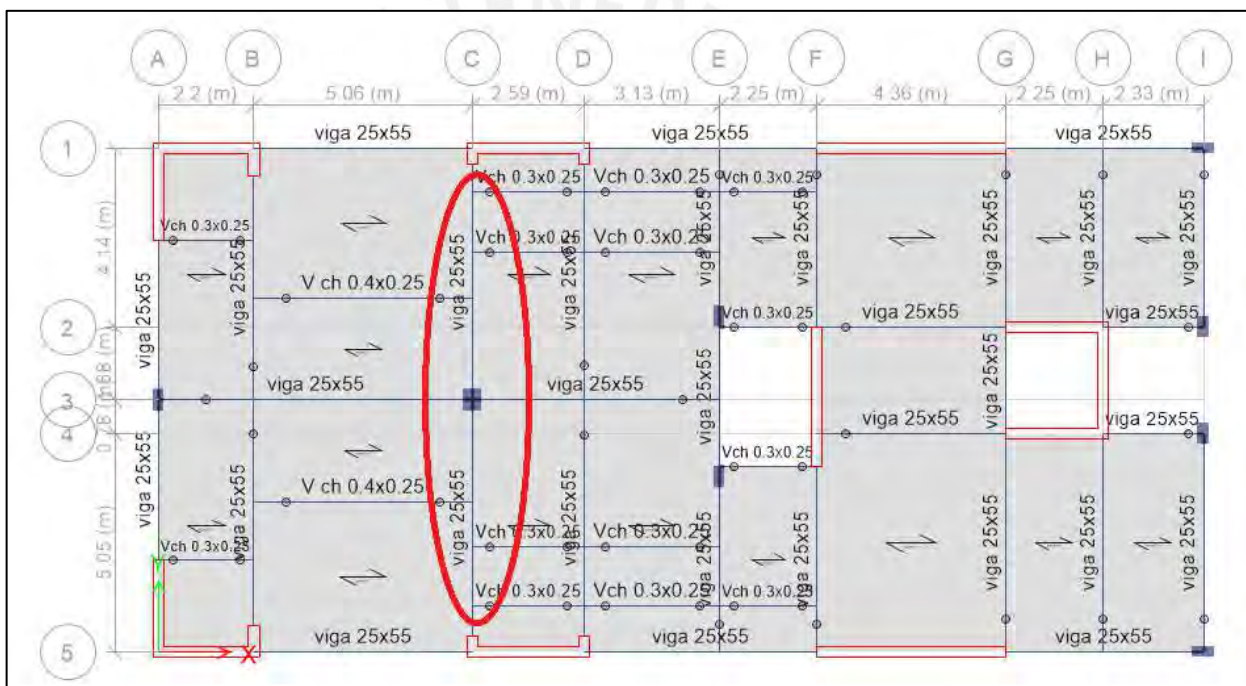 A B C D E F G H I
2.2 (m) 5.06 (m) 2.59 (m) 3.13 (m) 2.25 (m) 4.36 (m) 2.25 (m) 2.33 (m)
viga 25x55 viga 25x55 viga 25x55
1
Vch 0.3x0.25 Vch 0.3x0.25 Vch 0.3x0.25
4.14 (m)
Vch 0.3x0.25 Vch 0.3x0.25 Vch 0.3x0.25
viga 25x55 viga 25x55 viga 25x55 viga 25x55 viga 25x55 viga 25x55 viga 25x55 viga 25x55 viga 25x55
V ch 0.4x0.25
viga 25x55 viga 25x55
2
Vch 0.3x0.25
viga 25x55 viga 25x55
viga 25x55 viga 25x55
3
4
viga 25x55 viga 25x55
Vch 0.3x0.25
V ch 0.4x0.25
viga 25x55 viga 25x55 viga 25x55 viga 25x55 viga 25x55 viga 25x55 viga 25x55
5.05 (m)
Vch 0.3x0.25 Vch 0.3x0.25 Vch 0.3x0.25
Y
Vch 0.3x0.25 Vch 0.3x0.25 Vch 0.3x0.25
viga 25x55 viga 25x55 viga 25x55
5
X